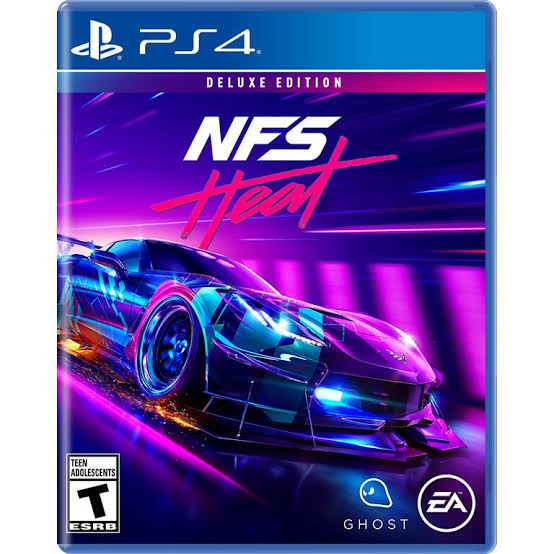 PS4
DELUXE EDITION
NFS
Heat
TEEN
ADOLESCENTS
T
ESRB
GHOST
EA